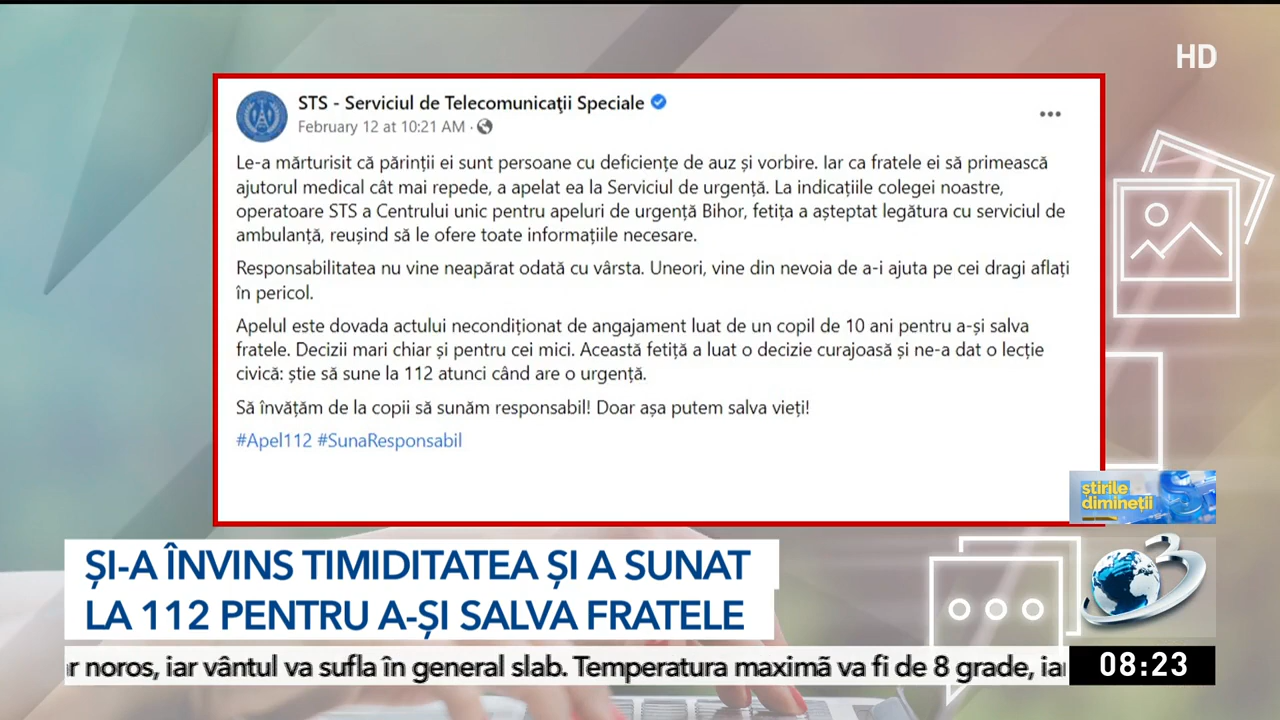 HD
STS - Serviciul de Telecomunicaţii Speciale
February 12 at 10:21 AM ·
Le-a mărturisit că părinții ei sunt persoane cu deficiențe de auz și vorbire. Iar ca fratele ei să primească
ajutorul medical cât mai repede, a apelat ea la Serviciul de urgență. La indicațiile colegei noastre,
operatoare STS a Centrului unic pentru apeluri de urgență Bihor, fetița a așteptat legătura cu serviciul de
ambulanță, reușind să le ofere toate informațiile necesare.
Responsabilitatea nu vine neapărat odată cu vârsta. Uneori, vine din nevoia de a-i ajuta pe cei dragi aflați
în pericol.
Apelul este dovada actului necondiționat de angajament luat de un copil de 10 ani pentru a-și salva
fratele. Decizii mari chiar și pentru cei mici. Această fetiță a luat o decizie curajoasă și ne-a dat o lecție
civică: știe să sune la 112 atunci când are o urgență.
Să învățăm de la copii să sunăm responsabil! Doar așa putem salva vieți!
#Apel112 #SunaResponsabil
știrile
dimineții
ȘI-A ÎNVINS TIMIDITATEA ȘI A SUNAT
LA 112 PENTRU A-ȘI SALVA FRATELE
3
noros, iar vântul va sufla în general slab. Temperatura maximă va fi de 8 grade, iar
08:23